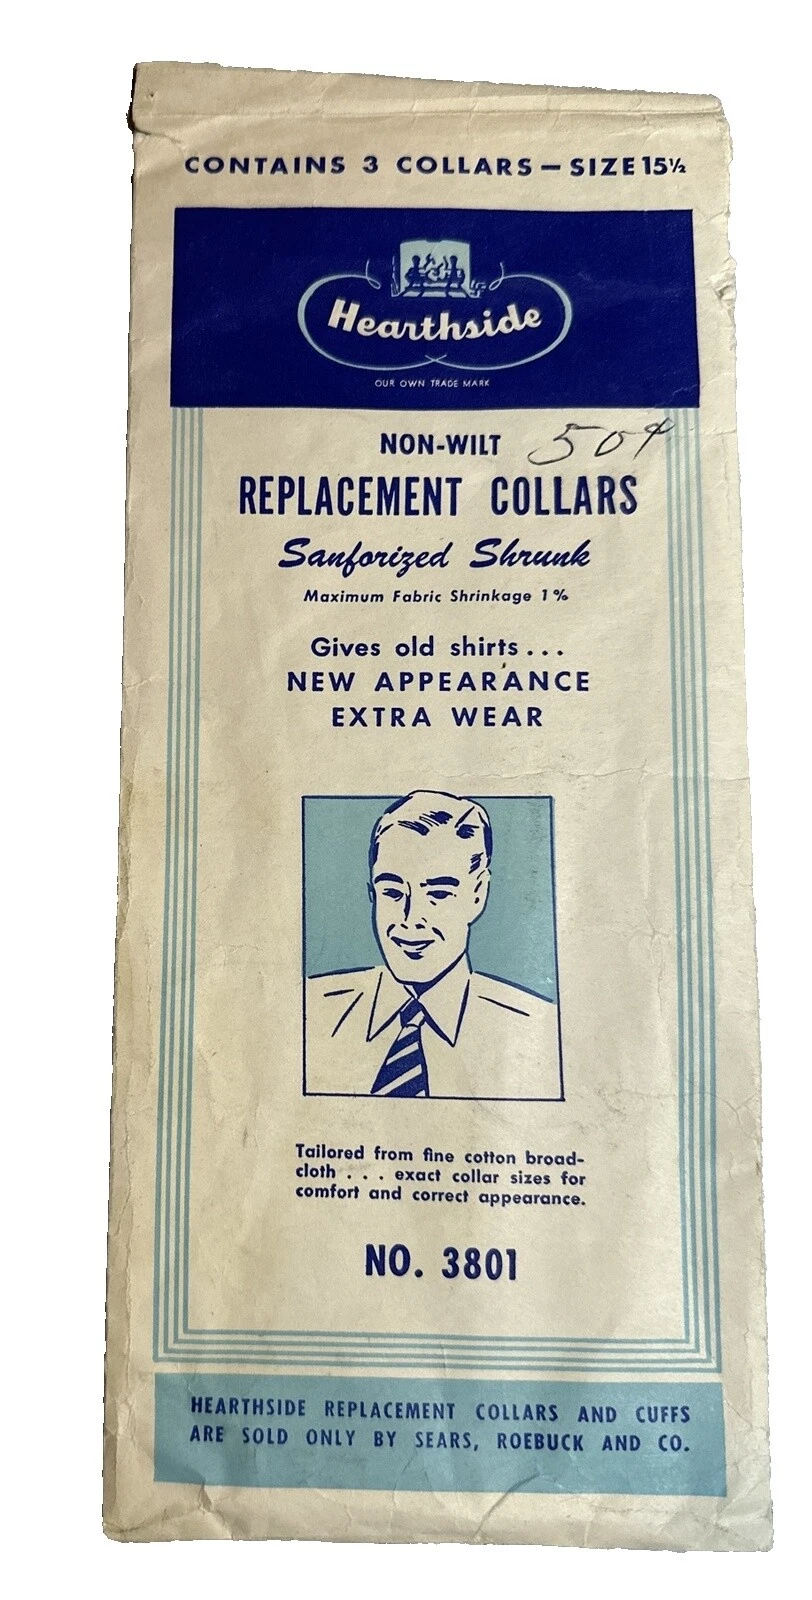 CONTAINS 3 COLLARS — SIZE 15½
Hearthside
OUR OWN TRADE MARK
NON-WILT 50¢
REPLACEMENT COLLARS
Sanforized Shrunk
Maximum Fabric Shrinkage 1%
Gives old shirts...
NEW APPEARANCE
EXTRA WEAR
Tailored from fine cotton broad-
cloth . . . exact collar sizes for
comfort and correct appearance.
NO. 3801
HEARTHSIDE REPLACEMENT COLLARS AND CUFFS
ARE SOLD ONLY BY SEARS, ROEBUCK AND CO.